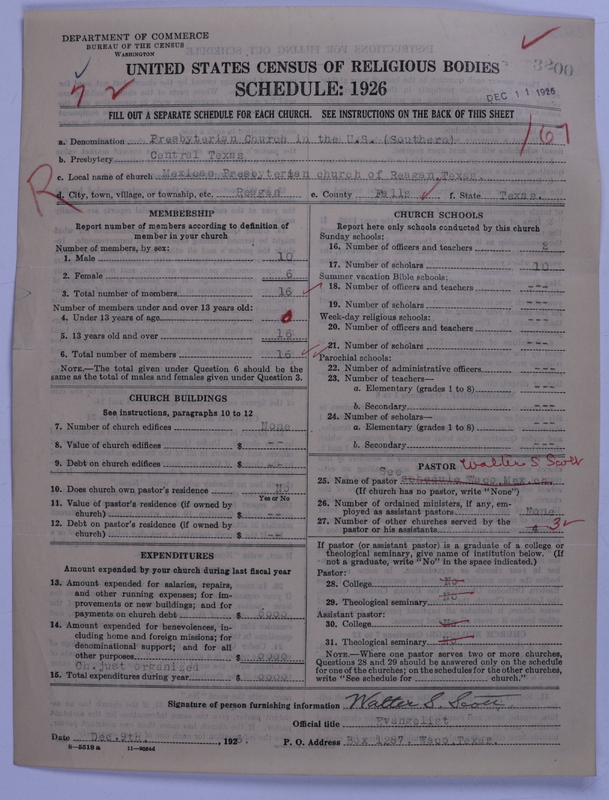 DEPARTMENT OF COMMERCE
BUREAU OF THE CENSUS
WASHINGTON
UNITED STATES CENSUS OF RELIGIOUS BODIES
SCHEDULE: 1926
3200
DEC 11 1926
7 2
FILL OUT A SEPARATE SCHEDULE FOR EACH CHURCH. SEE INSTRUCTIONS ON THE BACK OF THIS SHEET
167
a. Denomination Presbyterian Church in the U.S. (Southern)
b. Presbytery Central Texas
c. Local name of church Mexican Presbyterian church of Reagan, Texas.
R
d. City, town, village, or township, etc. Reagan e. County Falls f. State Texas.
MEMBERSHIP
Report number of members according to definition of
member in your church
Number of members, by sex:
1. Male 10
2. Female 6
3. Total number of members 16
Number of members under and over 13 years old:
4. Under 13 years of age 0
5. 13 years old and over 16
6. Total number of members 16
NOTE.—The total given under Question 6 should be the
same as the total of males and females given under Question 3.
CHURCH BUILDINGS
See instructions, paragraphs 10 to 12
7. Number of church edifices None
8. Value of church edifices $ --
9. Debt on church edifices $ --
10. Does church own pastor's residence No
Yes or No
11. Value of pastor's residence (if owned by
church) $ --
12. Debt on pastor's residence (if owned by
church) $ --
EXPENDITURES
Amount expended by your church during last fiscal year
13. Amount expended for salaries, repairs,
and other running expenses; for im-
provements or new buildings; and for
payments on church debt $ 0000
14. Amount expended for benevolences, in-
cluding home and foreign missions; for
denominational support; and for all
other purposes $ 0000
Ch. just organized
15. Total expenditures during year $ 0000
CHURCH SCHOOLS
Report here only schools conducted by this church
Sunday schools:
16. Number of officers and teachers 2
17. Number of scholars 10
Summer vacation Bible schools:
18. Number of officers and teachers ---
19. Number of scholars ---
Week-day religious schools:
20. Number of officers and teachers ---
21. Number of scholars ---
Parochial schools:
22. Number of administrative officers ---
23. Number of teachers—
a. Elementary (grades 1 to 8) ---
b. Secondary ---
24. Number of scholars—
a. Elementary (grades 1 to 8) ---
b. Secondary ---
PASTOR Walter S Scott
See
25. Name of pastor Schedule Waco, Mex. ch.
(If church has no pastor, write "None")
26. Number of ordained ministers, if any, em-
ployed as assistant pastors None
27. Number of other churches served by the
pastor or his assistants 4 3
If pastor (or assistant pastor) is a graduate of a college or
theological seminary, give name of institution below. (If
not a graduate, write "No" in the space indicated.)
Pastor:
28. College No
29. Theological seminary No
Assistant pastor:
30. College No
31. Theological seminary No
NOTE.—Where one pastor serves two or more churches,
Questions 28 and 29 should be answered only on the schedule
for one of the churches; on the schedules for the other churches,
write "See schedule for church."
Signature of person furnishing information Walter S. Scott
Official title Evangelist
Date Dec. 9th. , 1926. P. O. Address Box 1287. Waco Texas.
8—5519 a